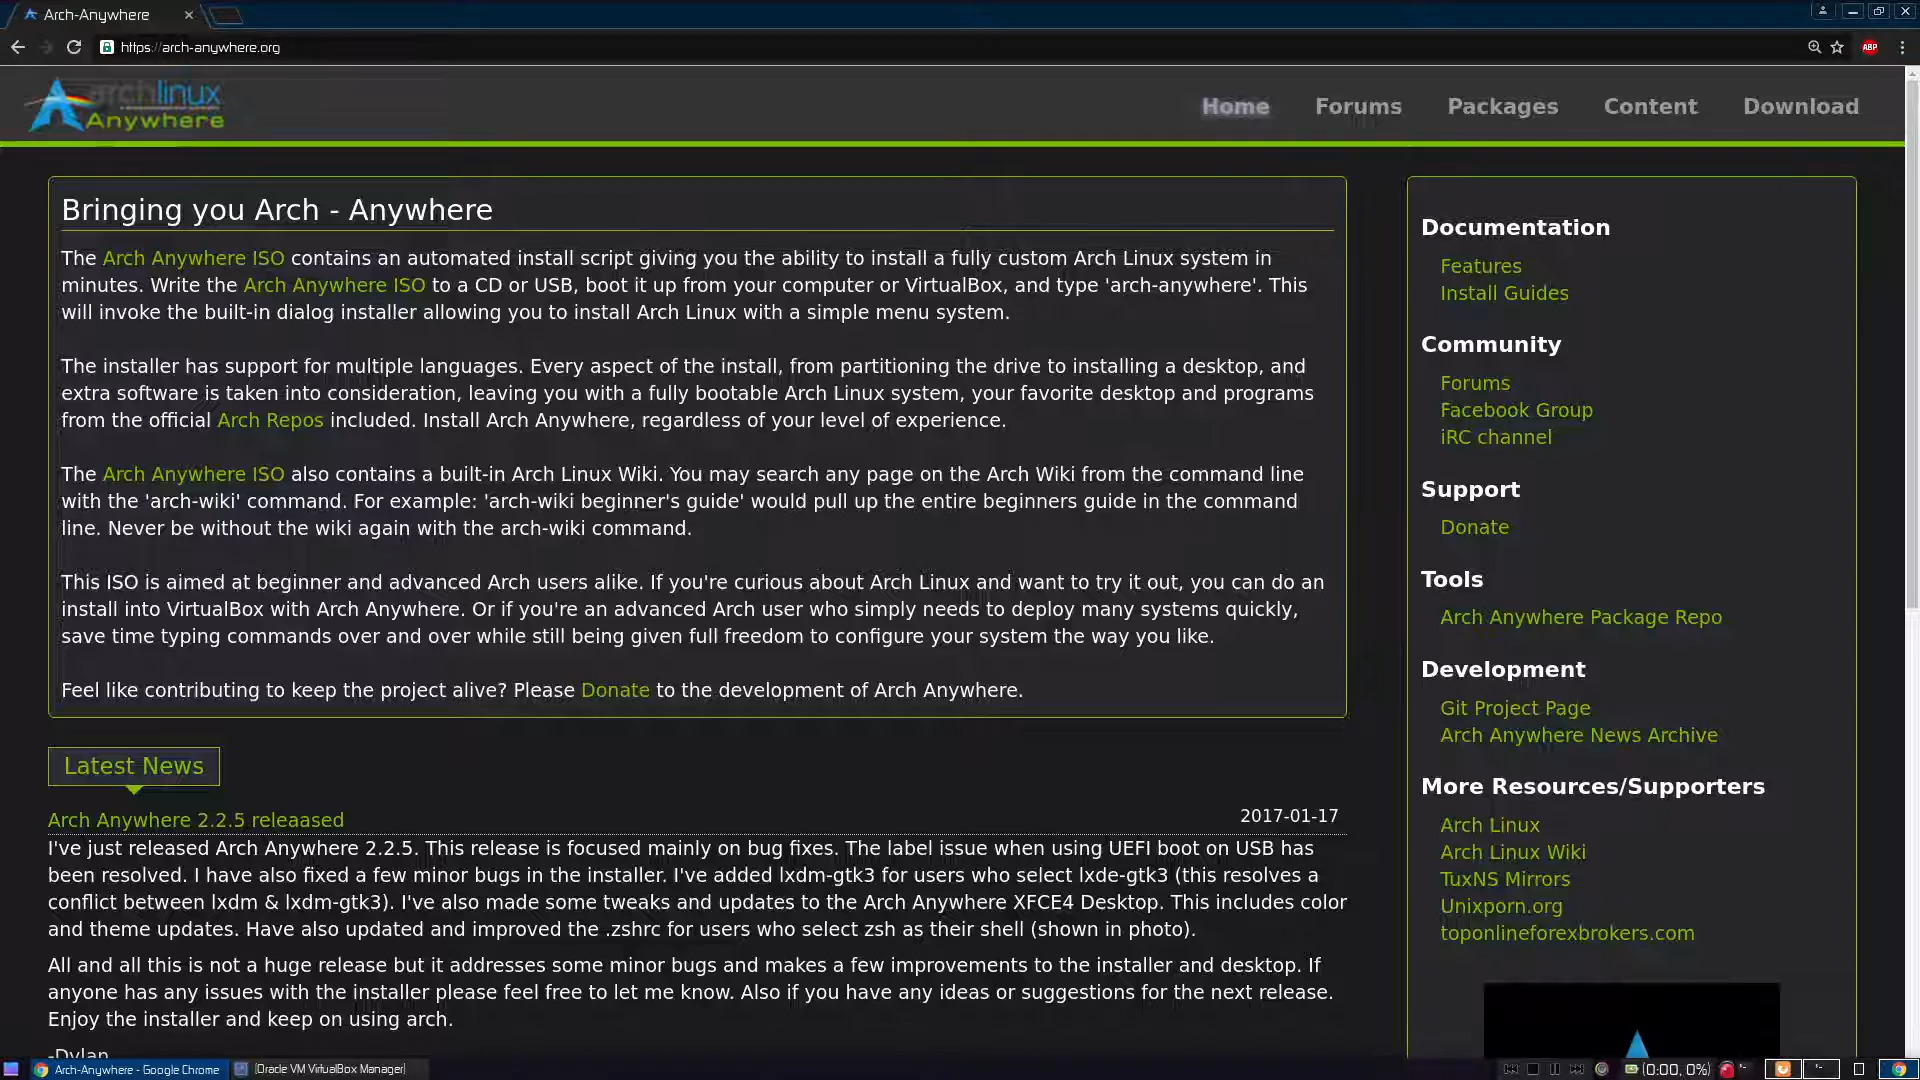 Arch-Anywhere
https://arch-anywhere.org
ABP
archlinux
Anywhere
Home Forums Packages Content Download
Bringing you Arch - Anywhere
The Arch Anywhere ISO contains an automated install script giving you the ability to install a fully custom Arch Linux system in
minutes. Write the Arch Anywhere ISO to a CD or USB, boot it up from your computer or VirtualBox, and type 'arch-anywhere'. This
will invoke the built-in dialog installer allowing you to install Arch Linux with a simple menu system.
The installer has support for multiple languages. Every aspect of the install, from partitioning the drive to installing a desktop, and
extra software is taken into consideration, leaving you with a fully bootable Arch Linux system, your favorite desktop and programs
from the official Arch Repos included. Install Arch Anywhere, regardless of your level of experience.
The Arch Anywhere ISO also contains a built-in Arch Linux Wiki. You may search any page on the Arch Wiki from the command line
with the 'arch-wiki' command. For example: 'arch-wiki beginner's guide' would pull up the entire beginners guide in the command
line. Never be without the wiki again with the arch-wiki command.
This ISO is aimed at beginner and advanced Arch users alike. If you're curious about Arch Linux and want to try it out, you can do an
install into VirtualBox with Arch Anywhere. Or if you're an advanced Arch user who simply needs to deploy many systems quickly,
save time typing commands over and over while still being given full freedom to configure your system the way you like.
Feel like contributing to keep the project alive? Please Donate to the development of Arch Anywhere.
Latest News
Arch Anywhere 2.2.5 releaased 2017-01-17
I've just released Arch Anywhere 2.2.5. This release is focused mainly on bug fixes. The label issue when using UEFI boot on USB has
been resolved. I have also fixed a few minor bugs in the installer. I've added lxdm-gtk3 for users who select lxde-gtk3 (this resolves a
conflict between lxdm & lxdm-gtk3). I've also made some tweaks and updates to the Arch Anywhere XFCE4 Desktop. This includes color
and theme updates. Have also updated and improved the .zshrc for users who select zsh as their shell (shown in photo).
All and all this is not a huge release but it addresses some minor bugs and makes a few improvements to the installer and desktop. If
anyone has any issues with the installer please feel free to let me know. Also if you have any ideas or suggestions for the next release.
Enjoy the installer and keep on using arch.
-Dylan
Documentation
Features
Install Guides
Community
Forums
Facebook Group
iRC channel
Support
Donate
Tools
Arch Anywhere Package Repo
Development
Git Project Page
Arch Anywhere News Archive
More Resources/Supporters
Arch Linux
Arch Linux Wiki
TuxNS Mirrors
Unixporn.org
toponlineforexbrokers.com
Arch-Anywhere - Google Chrome
[Oracle VM VirtualBox Manager]
(0:00, 0%)